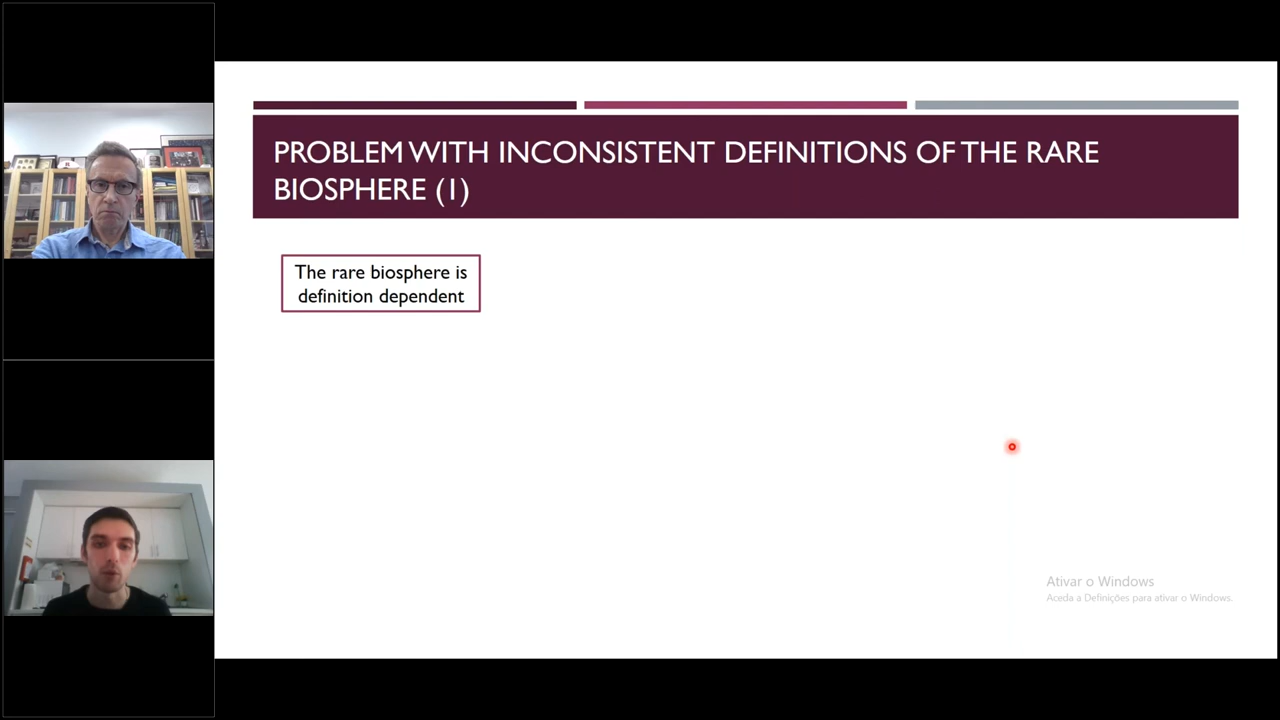 PROBLEM WITH INCONSISTENT DEFINITIONS OF THE RARE
BIOSPHERE (I)
The rare biosphere is
definition dependent
Ativar o Windows
Aceda a Definições para ativar o Windows.